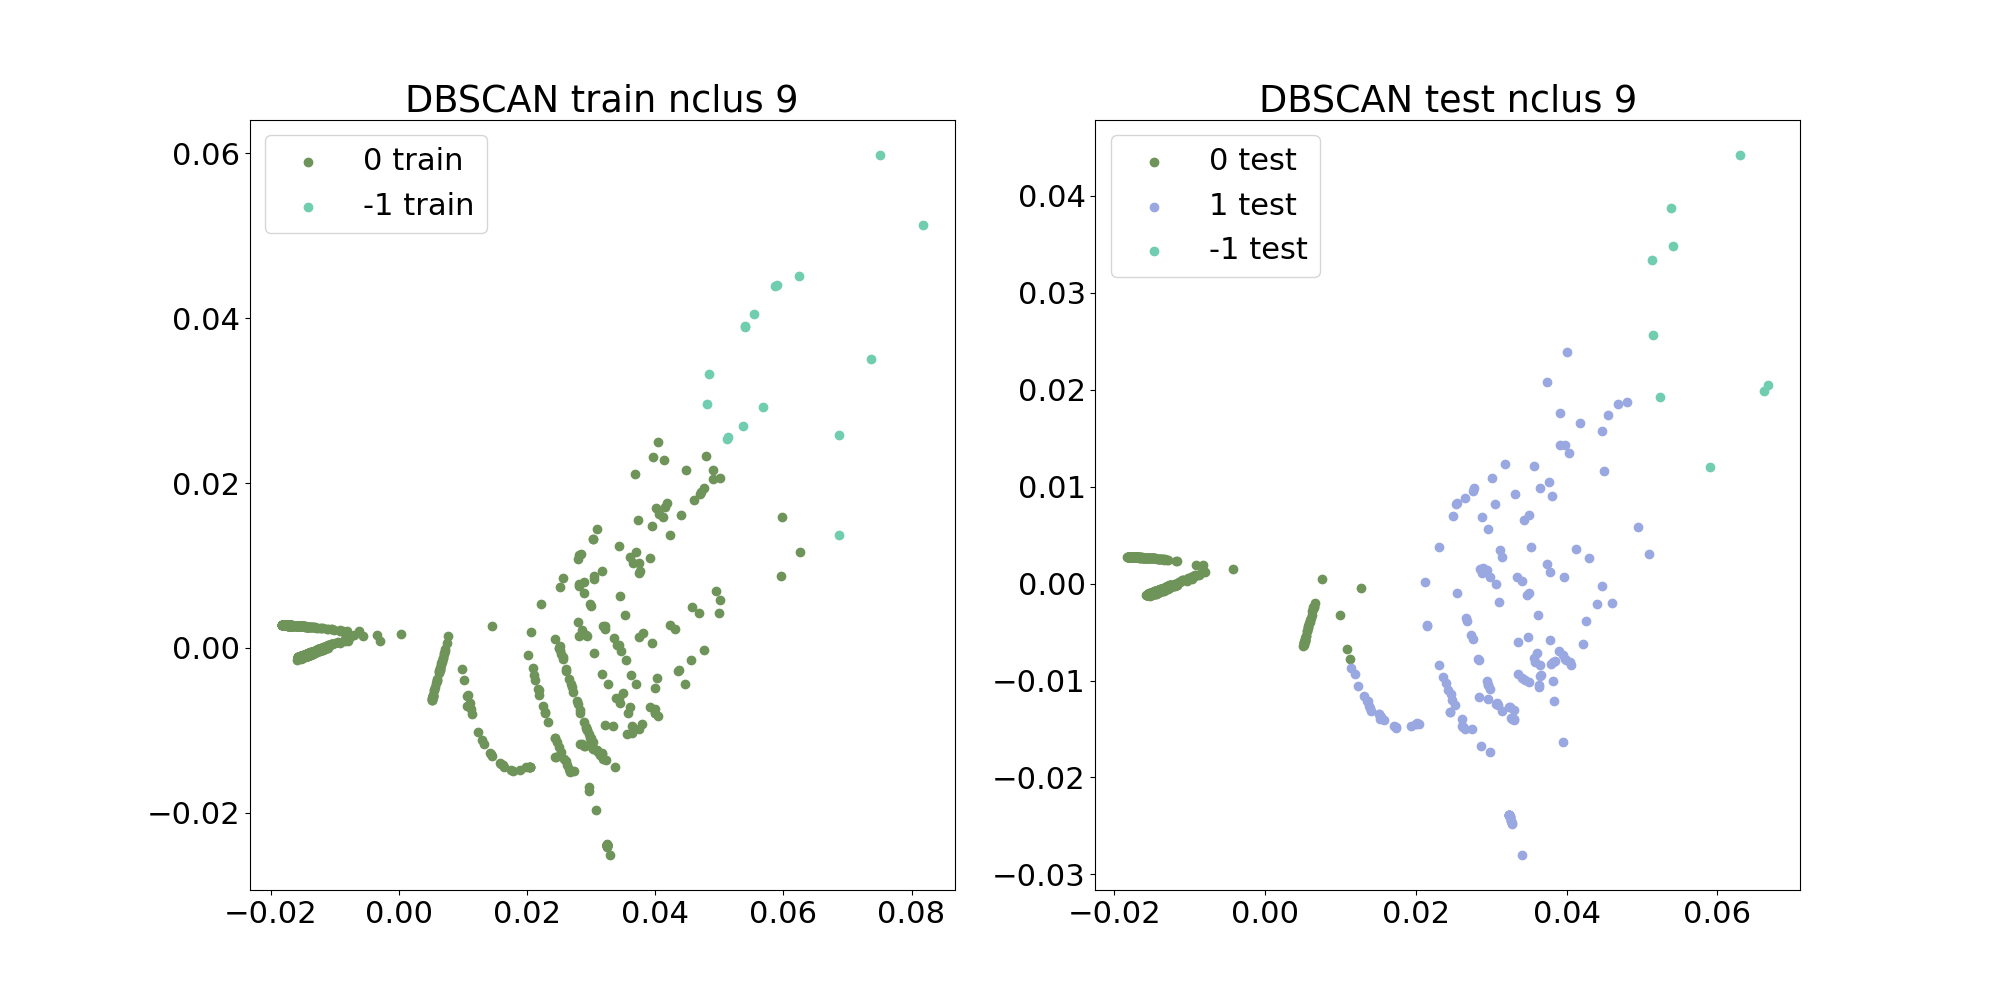 DBSCAN train nclus 9
0 train
-1 train
0.06
0.04
0.02
0.00
−0.02
−0.02 0.00 0.02 0.04 0.06 0.08
DBSCAN test nclus 9
0 test
1 test
-1 test
0.04
0.03
0.02
0.01
0.00
−0.01
−0.02
−0.03
−0.02 0.00 0.02 0.04 0.06